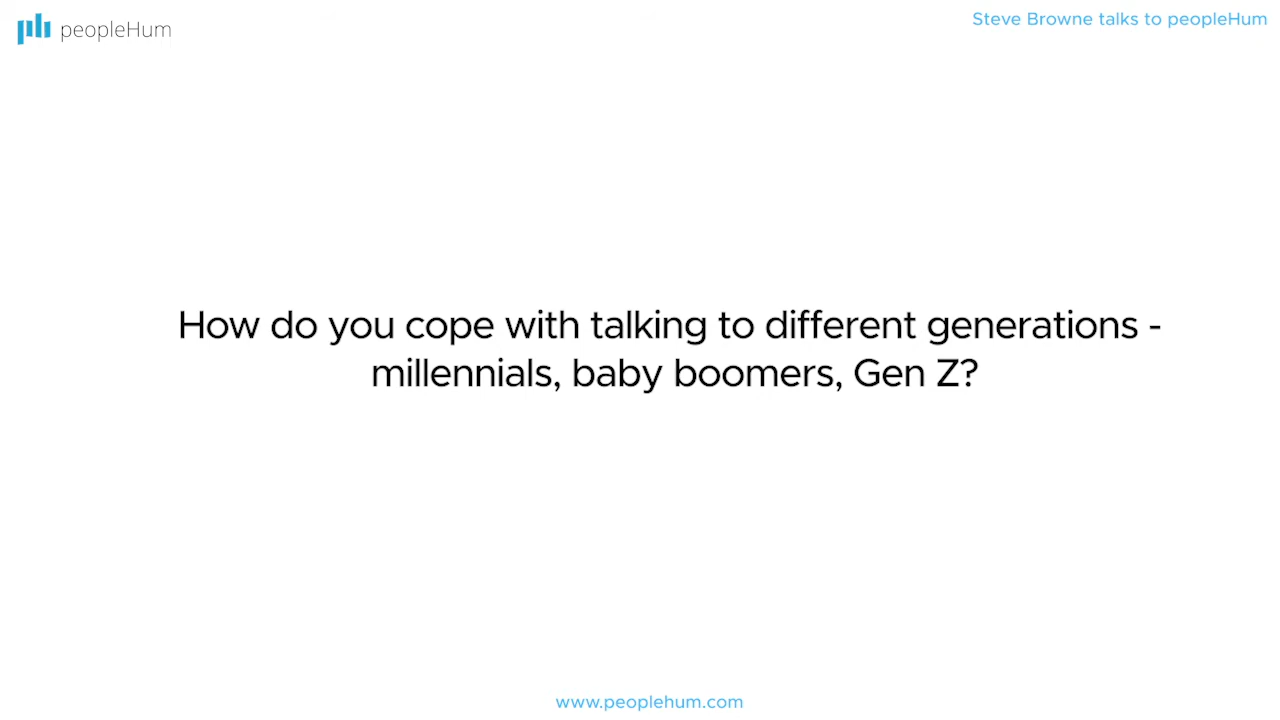 peopleHum
Steve Browne talks to peopleHum
How do you cope with talking to different generations -
millennials, baby boomers, Gen Z?
www.peoplehum.com